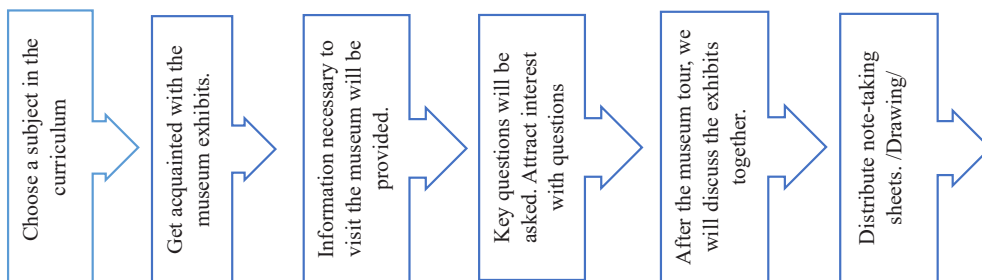 Choose a subject in the
curriculum
Get acquainted with the
museum exhibits.
Information necessary to
visit the museum will be
provided.
Key questions will be
asked. Attract interest
with questions
After the museum tour, we
will discuss the exhibits
together.
Distribute note-taking
sheets. /Drawing/